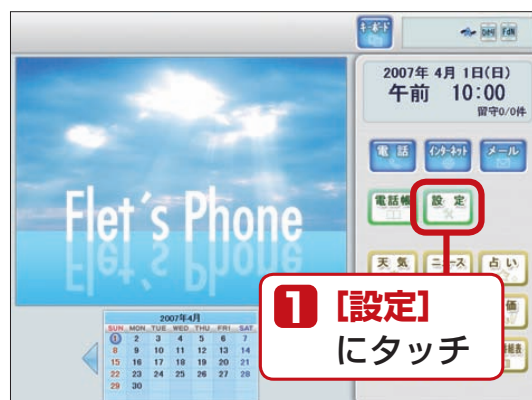 キーボード
2007年 4月 1日(日)
午前 10:00
留守0/0件
電話 インターネット メール
電話帳 設定
天気 ニュース 占い
Flet's Phone
1 [設定]
にタッチ
価
番組表
2007年4月
SUN MON TUE WED THU FRI SAT
1 2 3 4 5 6 7
8 9 10 11 12 13 14
15 16 17 18 19 20 21
22 23 24 25 26 27 28
29 30